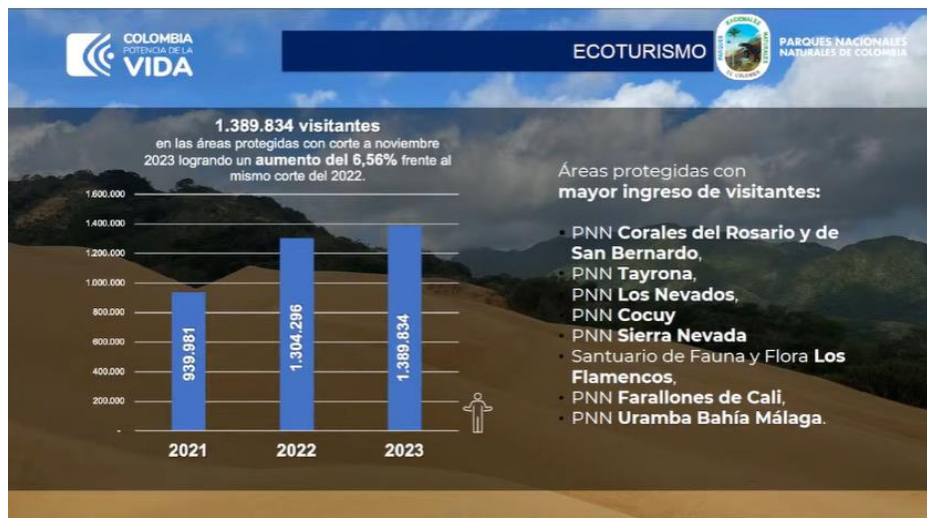 COLOMBIA
POTENCIA DE LA
VIDA
ECOTURISMO
PARQUES NACIONALES
NATURALES DE COLOMBIA
1.389.834 visitantes
en las áreas protegidas con corte a noviembre
2023 logrando un aumento del 6,56% frente al
mismo corte del 2022.
1.600.000
1.400.000
1.200.000
1.000.000
800.000
600.000
400.000
200.000
-
939.981
1.304.296
1.389.834
2021
2022
2023
Áreas protegidas con
mayor ingreso de visitantes:
• PNN Corales del Rosario y de
San Bernardo,
• PNN Tayrona,
• PNN Los Nevados,
• PNN Cocuy
• PNN Sierra Nevada
• Santuario de Fauna y Flora Los
Flamencos,
• PNN Farallones de Cali,
• PNN Uramba Bahía Málaga.